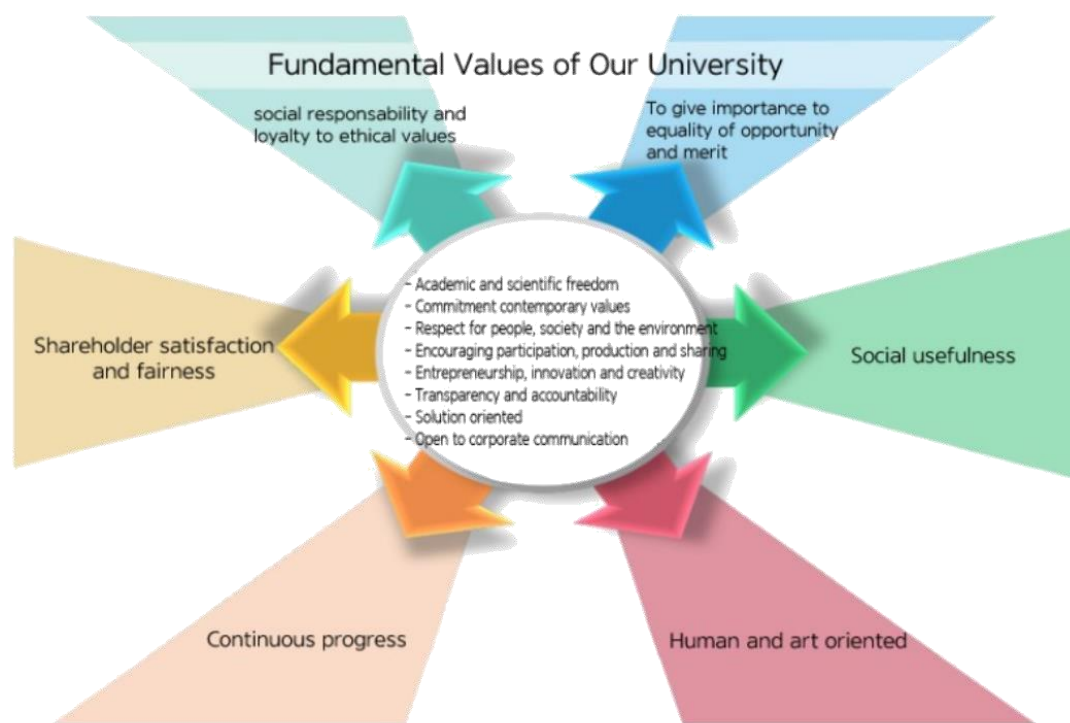 Fundamental Values of Our University
social responsability and
loyalty to ethical values
To give importance to
equality of opportunity
and merit
- Academic and scientific freedom
- Commitment contemporary values
- Respect for people, society and the environment
- Encouraging participation, production and sharing
- Entrepreneurship, innovation and creativity
- Transparency and accountability
- Solution oriented
- Open to corporate communication
Shareholder satisfaction
and fairness
Social usefulness
Continuous progress
Human and art oriented